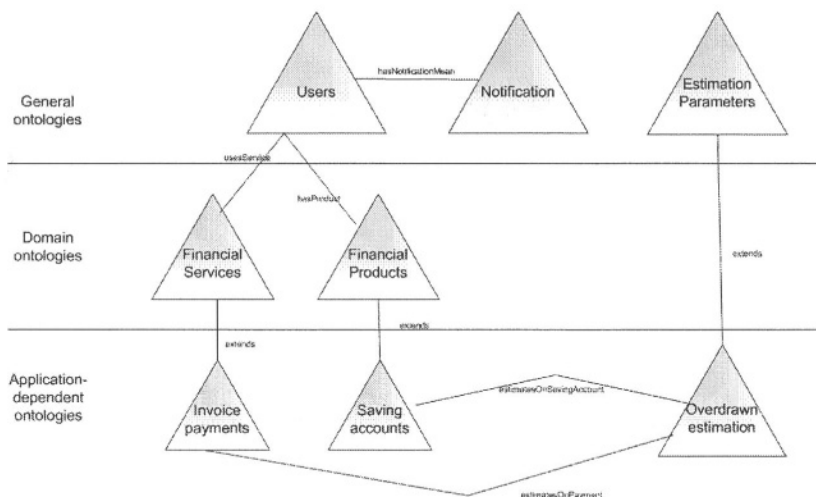 General
ontologies
Users
hasNotificationMean
Notification
Estimation
Parameters
usesService
hasProduct
Domain
ontologies
Financial
Services
Financial
Products
extends
extends
extends
Application-
dependent
ontologies
Invoice
payments
Saving
accounts
estimatesOnSavingAccount
Overdrawn
estimation
estimatesOnPayment